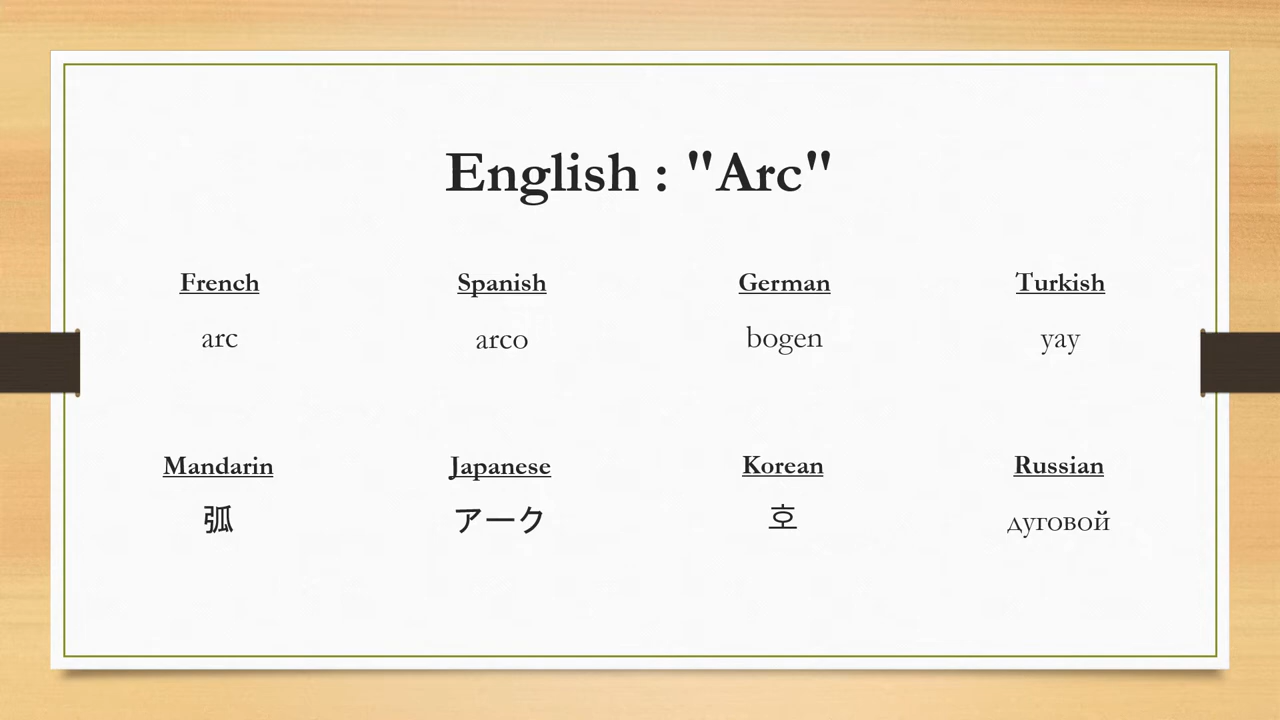 English : "Arc"
French
arc
Spanish
arco
German
bogen
Turkish
yay
Mandarin
弧
Japanese
アーク
Korean
호
Russian
дуговой